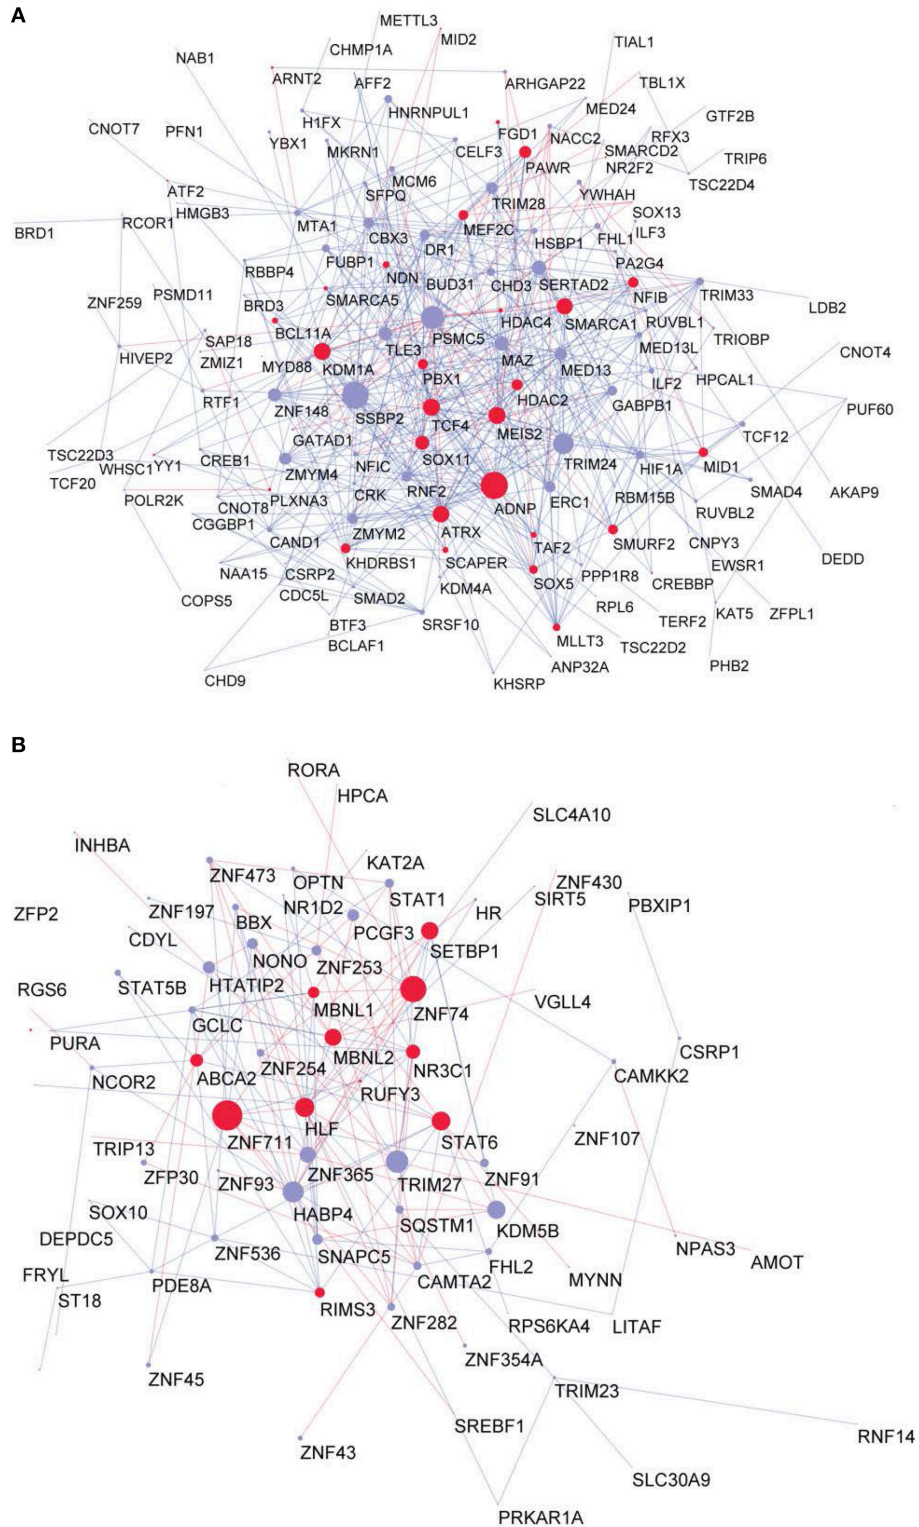 A
METTL3
MID2
TIAL1
CHMP1A
NAB1
ARNT2
AFF2
ARHGAP22
TBL1X
HNRNPUL1
MED24
GTF2B
H1FX
CNOT7
PFN1
FGD1
NACC2
RFX3
YBX1
MKRN1
CELF3
SMARCD2
TRIP6
PAWR
NR2F2
MCM6
TSC22D4
ATF2
SFPQ
YWHAH
TRIM28
HMGB3
SOX13
RCOR1
MTA1
MEF2C
ILF3
BRD1
CBX3
DR1
HSBP1
FHL1
FUBP1
PA2G4
RBBP4
NDN
BUD31
CHD3
SERTAD2
NFIB
TRIM33
ZNF259
PSMD11
BRD3
SMARCA5
LDB2
HDAC4
SMARCA1
RUVBL1
BCL11A
PSMC5
TRIOBP
SAP18
TLE3
MAZ
MED13L
CNOT4
HIVEP2
ZMIZ1
MYD88
KDM1A
MED13
PBX1
ILF2
HPCAL1
RTF1
HDAC2
GABPB1
ZNF148
SSBP2
PUF60
TCF4
MEIS2
TCF12
GATAD1
TSC22D3
CREB1
NFIC
SOX11
TRIM24
HIF1A
MID1
WHSC1
YY1
ZMYM4
TCF20
RNF2
SMAD4
AKAP9
POLR2K
CNOT8
PLXNA3
CRK
ADNP
ERC1
RBM15B
RUVBL2
CGGBP1
CAND1
ZMYM2
ATRX
TAF2
SMURF2
CNPY3
DEDD
NAA15
CSRP2
KHDRBS1
SCAPER
EWSR1
SOX5
PPP1R8
CREBBP
KDM4A
CDC5L
SMAD2
COPS5
RPL6
KAT5
ZFPL1
BTF3
SRSF10
TERF2
BCLAF1
MLLT3
TSC22D2
CHD9
ANP32A
PHB2
KHSRP
B
RORA
HPCA
SLC4A10
INHBA
KAT2A
ZNF473
OPTN
ZNF430
STAT1
SIRT5
PBXIP1
ZFP2
ZNF197
NR1D2
HR
BBX
PCGF3
CDYL
SETBP1
NONO
ZNF253
STAT5B
HTATIP2
RGS6
MBNL1
ZNF74
VGLL4
GCLC
PURA
MBNL2
CSRP1
ZNF254
NR3C1
NCOR2
ABCA2
CAMKK2
RUFY3
HLF
ZNF711
STAT6
ZNF107
TRIP13
ZNF365
ZFP30
ZNF93
TRIM27
ZNF91
SOX10
HABP4
SQSTM1
KDM5B
DEPDC5
ZNF536
SNAPC5
NPAS3
AMOT
FHL2
FRYL
PDE8A
CAMTA2
MYNN
ST18
RIMS3
ZNF282
RPS6KA4
LITAF
ZNF354A
ZNF45
TRIM23
SREBF1
RNF14
ZNF43
SLC30A9
PRKAR1A